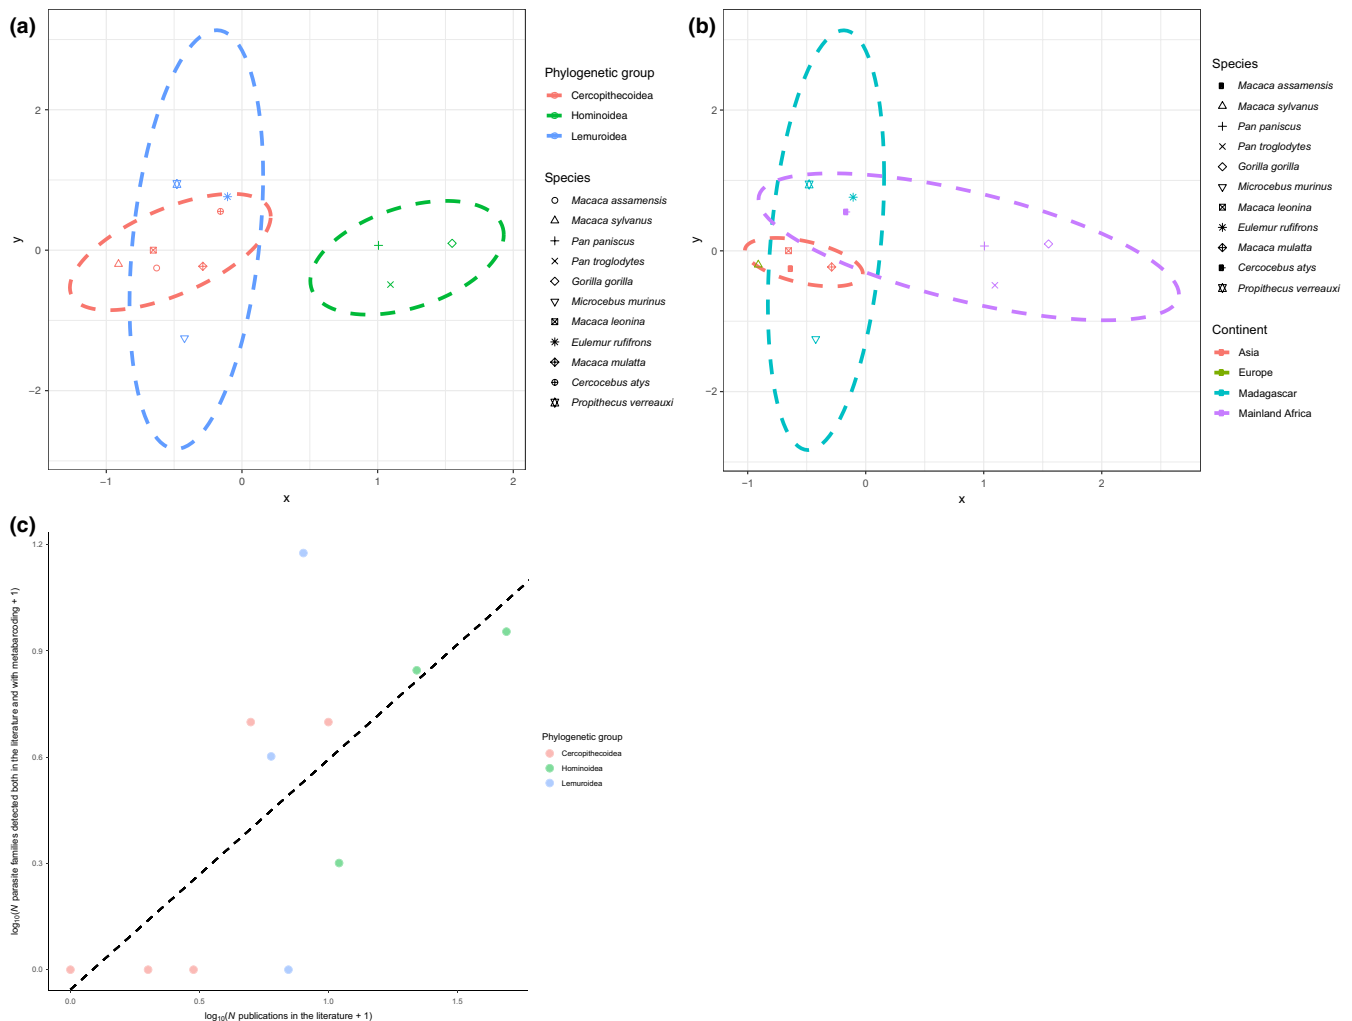 (a)
2
0
−2
y
−1
0
1
2
x
Phylogenetic group
Cercopithecoidea
Hominoidea
Lemuroidea
Species
Macaca assamensis
Macaca sylvanus
Pan paniscus
Pan troglodytes
Gorilla gorilla
Microcebus murinus
Macaca leonina
Eulemur rufifrons
Macaca mulatta
Cercocebus atys
Propithecus verreauxi
(b)
2
0
−2
y
−1
0
1
2
x
Species
Macaca assamensis
Macaca sylvanus
Pan paniscus
Pan troglodytes
Gorilla gorilla
Microcebus murinus
Macaca leonina
Eulemur rufifrons
Macaca mulatta
Cercocebus atys
Propithecus verreauxi
Continent
Asia
Europe
Madagascar
Mainland Africa
(c)
1.2
0.9
0.6
0.3
0.0
log10(N parasite families detected both in the literature and with metabarcoding + 1)
0.0
0.5
1.0
1.5
log10(N publications in the literature + 1)
Phylogenetic group
Cercopithecoidea
Hominoidea
Lemuroidea